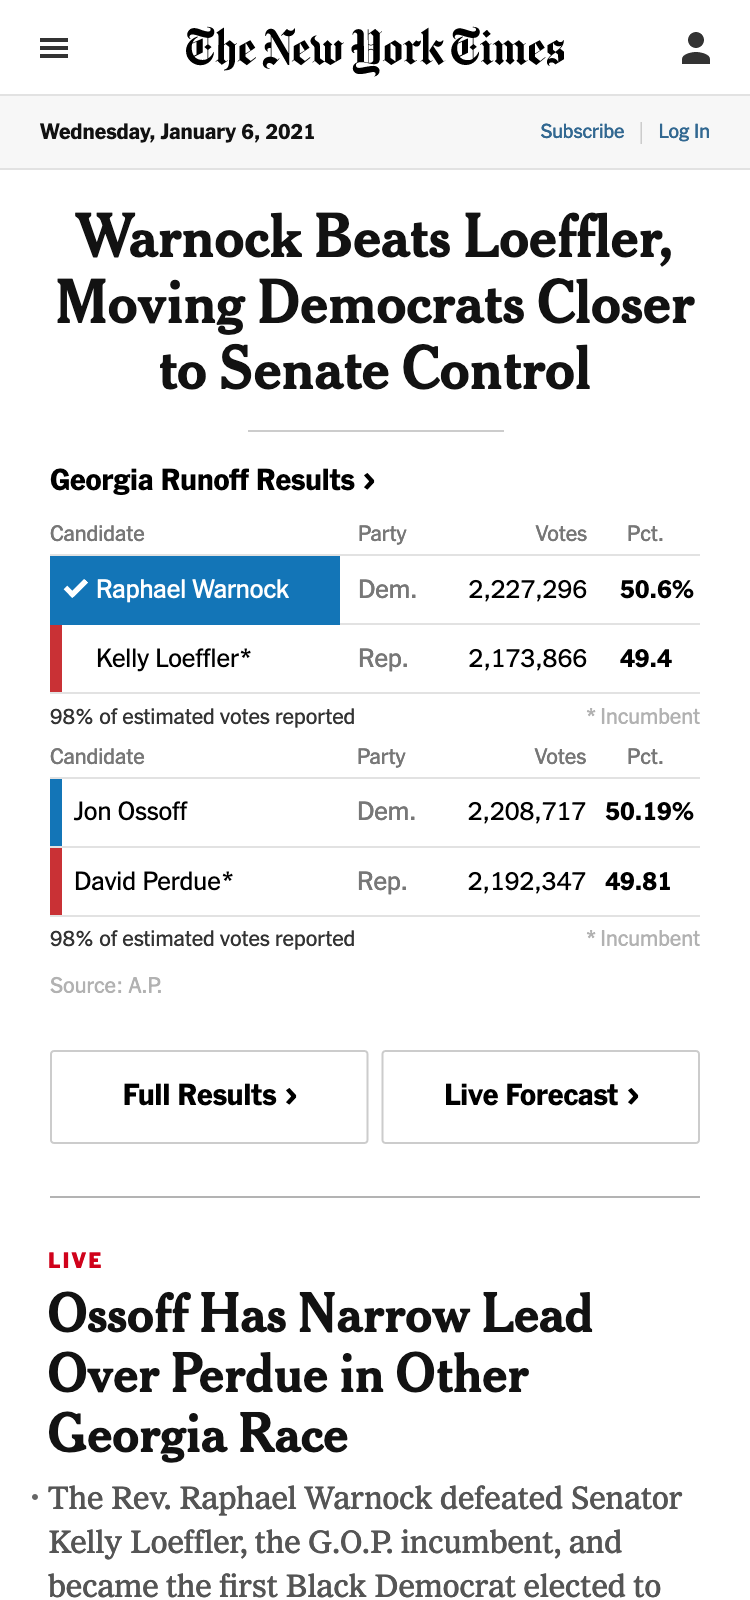 The New York Times
Wednesday, January 6, 2021 Subscribe Log In
Warnock Beats Loeffler,
Moving Democrats Closer
to Senate Control
Georgia Runoff Results ›
Candidate Party Votes Pct.
Raphael Warnock Dem. 2,227,296 50.6%
Kelly Loeffler* Rep. 2,173,866 49.4
98% of estimated votes reported * Incumbent
Candidate Party Votes Pct.
Jon Ossoff Dem. 2,208,717 50.19%
David Perdue* Rep. 2,192,347 49.81
98% of estimated votes reported * Incumbent
Source: A.P.
Full Results › Live Forecast ›
LIVE
Ossoff Has Narrow Lead
Over Perdue in Other
Georgia Race
• The Rev. Raphael Warnock defeated Senator
Kelly Loeffler, the G.O.P. incumbent, and
became the first Black Democrat elected to